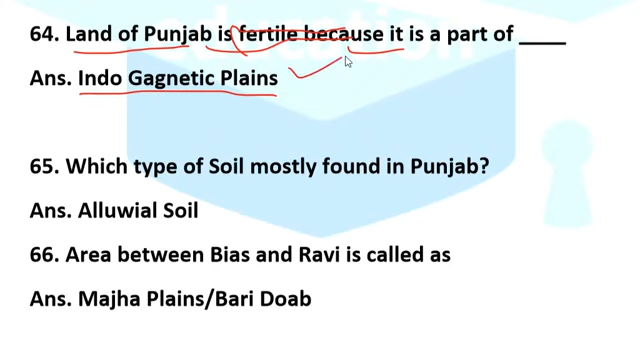 64. Land of Punjab is fertile because it is a part of ____
Ans. Indo Gagnetic Plains
65. Which type of Soil mostly found in Punjab?
Ans. Alluwial Soil
66. Area between Bias and Ravi is called as
Ans. Majha Plains/Bari Doab